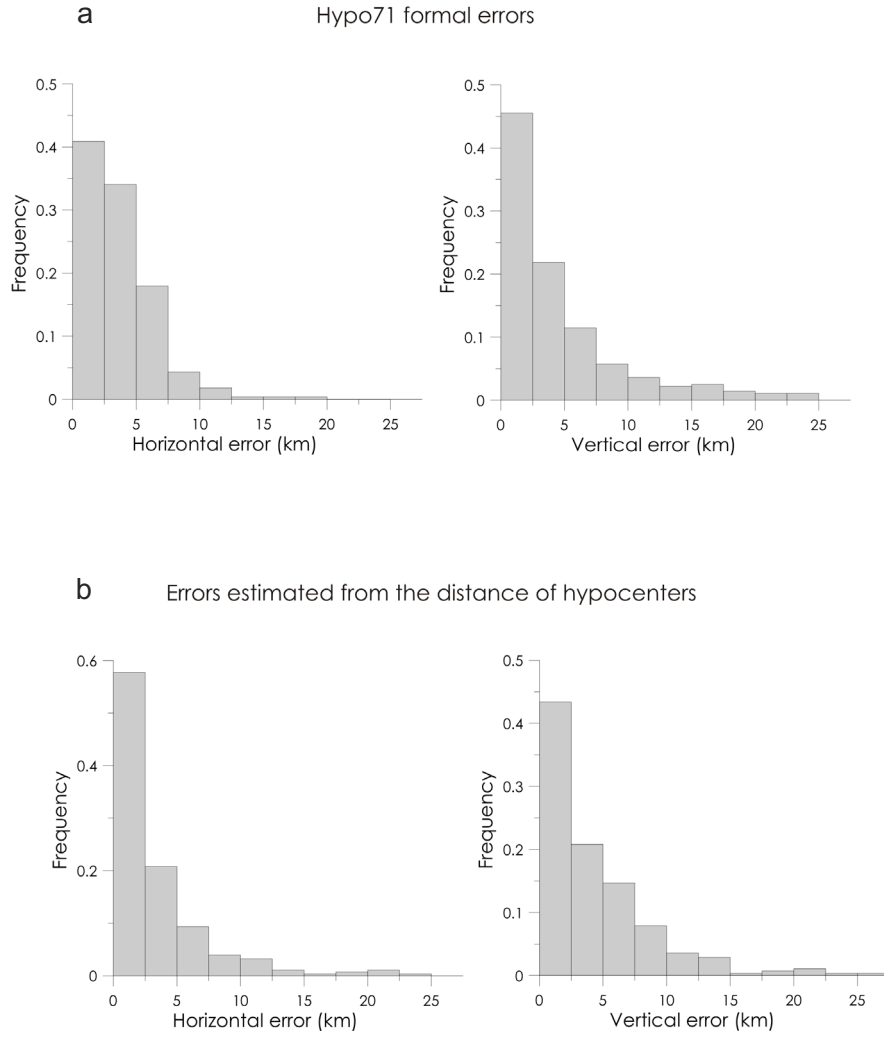 a
Hypo71 formal errors
0.5
0.4
0.3
0.2
0.1
0
Frequency
0 5 10 15 20 25
Horizontal error (km)
0.5
0.4
0.3
0.2
0.1
0
Frequency
0 5 10 15 20 25
Vertical error (km)
b
Errors estimated from the distance of hypocenters
0.6
0.4
0.2
0
Frequency
0 5 10 15 20 25
Horizontal error (km)
0.5
0.4
0.3
0.2
0.1
0
Frequency
0 5 10 15 20 25
Vertical error (km)